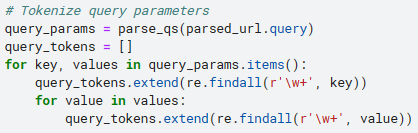 # Tokenize query parameters
query_params = parse_qs(parsed_url.query)
query_tokens = []
for key, values in query_params.items():
    query_tokens.extend(re.findall(r'\w+', key))
    for value in values:
        query_tokens.extend(re.findall(r'\w+', value))